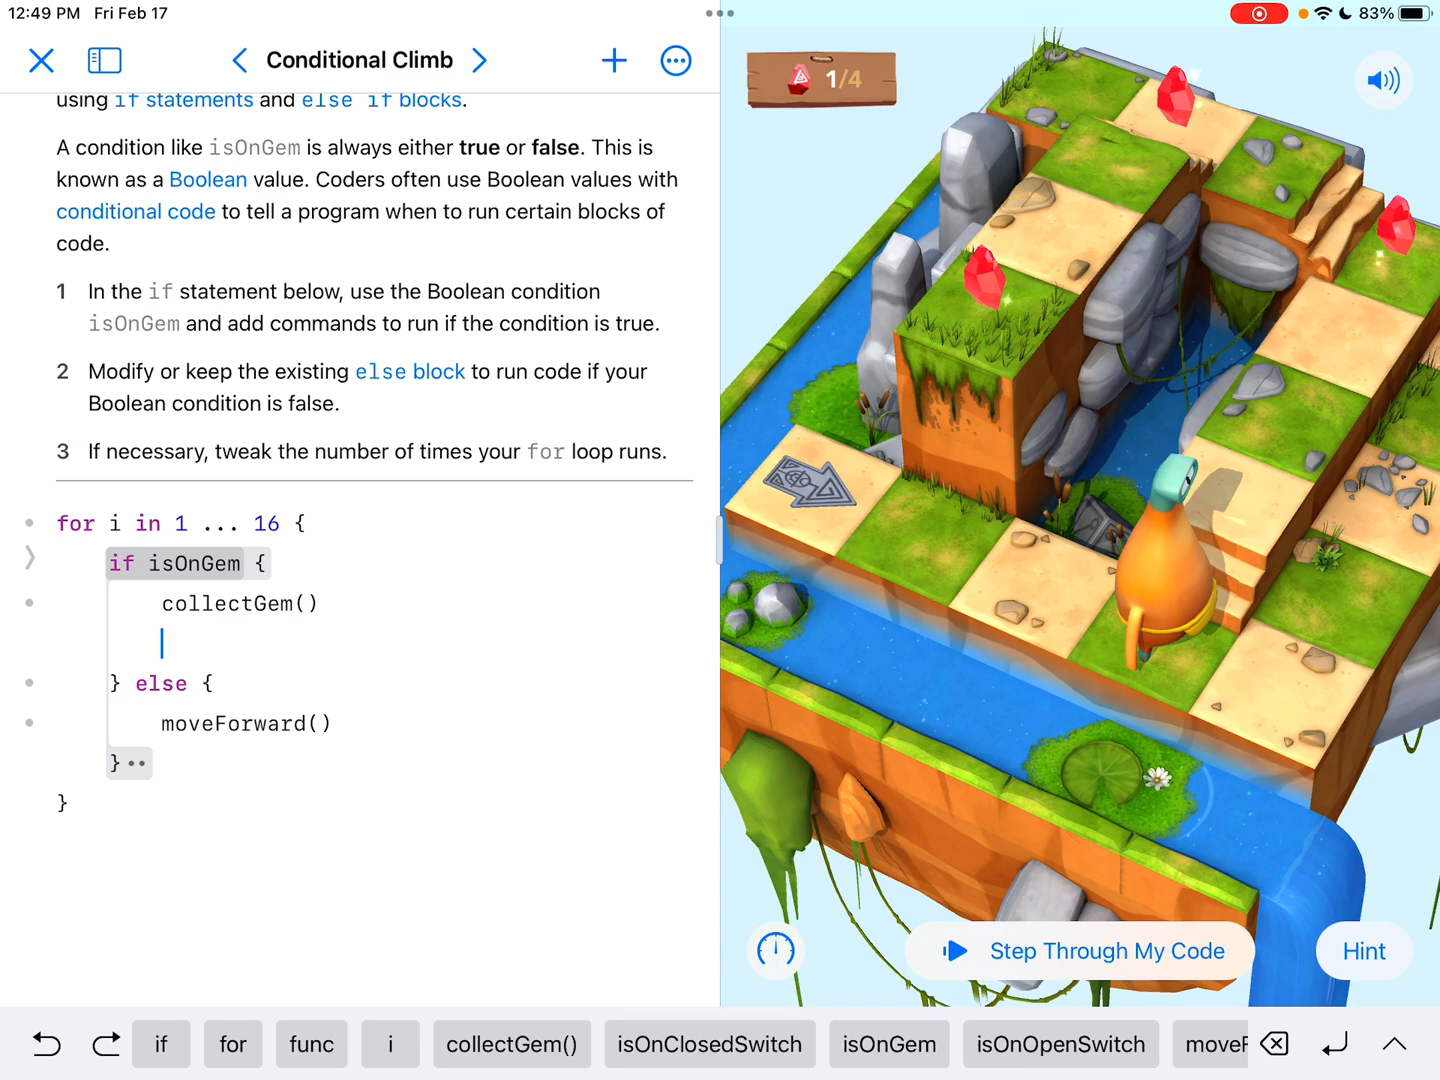 12:49 PM Fri Feb 17
83%
Conditional Climb
using if statements and else if blocks.
A condition like isOnGem is always either true or false. This is
known as a Boolean value. Coders often use Boolean values with
conditional code to tell a program when to run certain blocks of
code.
1 In the if statement below, use the Boolean condition
isOnGem and add commands to run if the condition is true.
2 Modify or keep the existing else block to run code if your
Boolean condition is false.
3 If necessary, tweak the number of times your for loop runs.
for i in 1 ... 16 {
if isOnGem {
collectGem()
} else {
moveForward()
}
}
1/4
Step Through My Code
Hint
if for func i collectGem() isOnClosedSwitch isOnGem isOnOpenSwitch